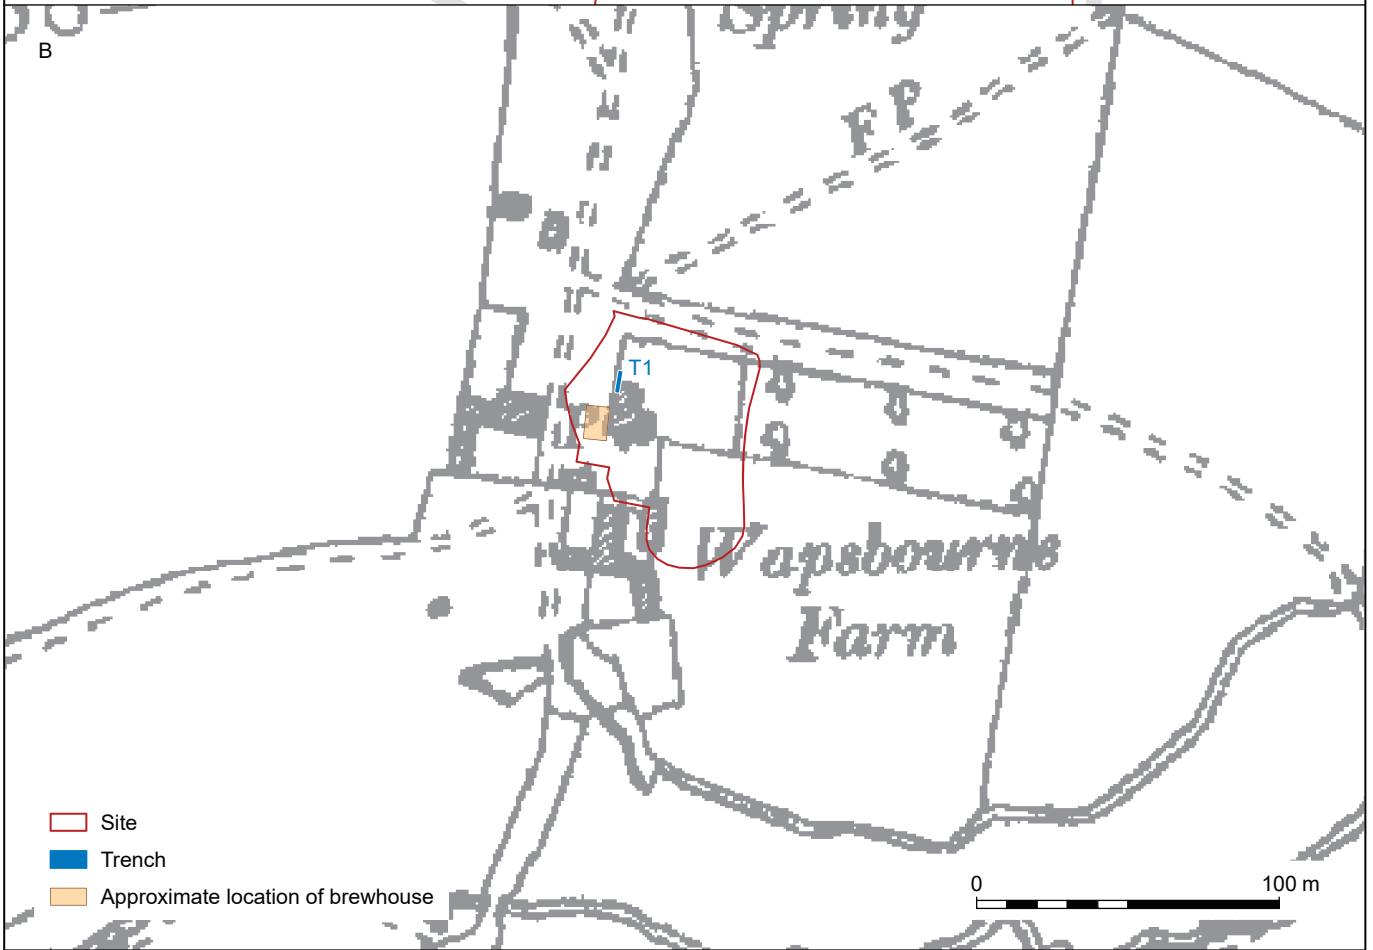 Spring
B
F P
T1
Wapsbourne
Farm
Site
Trench
Approximate location of brewhouse
0 100 m